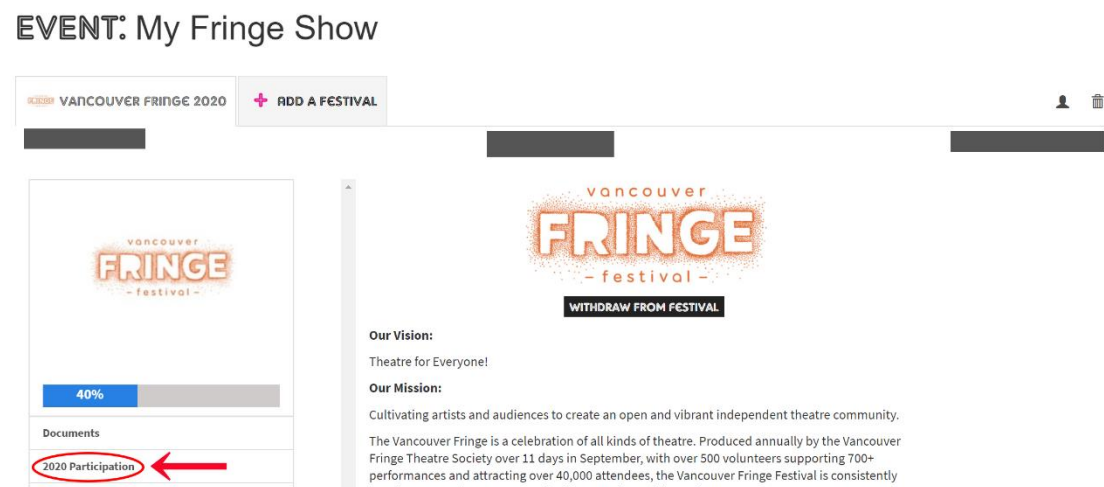 EVENT: My Fringe Show
VANCOUVER FRINGE 2020
+ ADD A FESTIVAL
vancouver
FRINGE
- festival -
40%
Documents
2020 Participation
vancouver
FRINGE
- festival -
WITHDRAW FROM FESTIVAL
Our Vision:
Theatre for Everyone!
Our Mission:
Cultivating artists and audiences to create an open and vibrant independent theatre community.
The Vancouver Fringe is a celebration of all kinds of theatre. Produced annually by the Vancouver
Fringe Theatre Society over 11 days in September, with over 500 volunteers supporting 700+
performances and attracting over 40,000 attendees, the Vancouver Fringe Festival is consistently